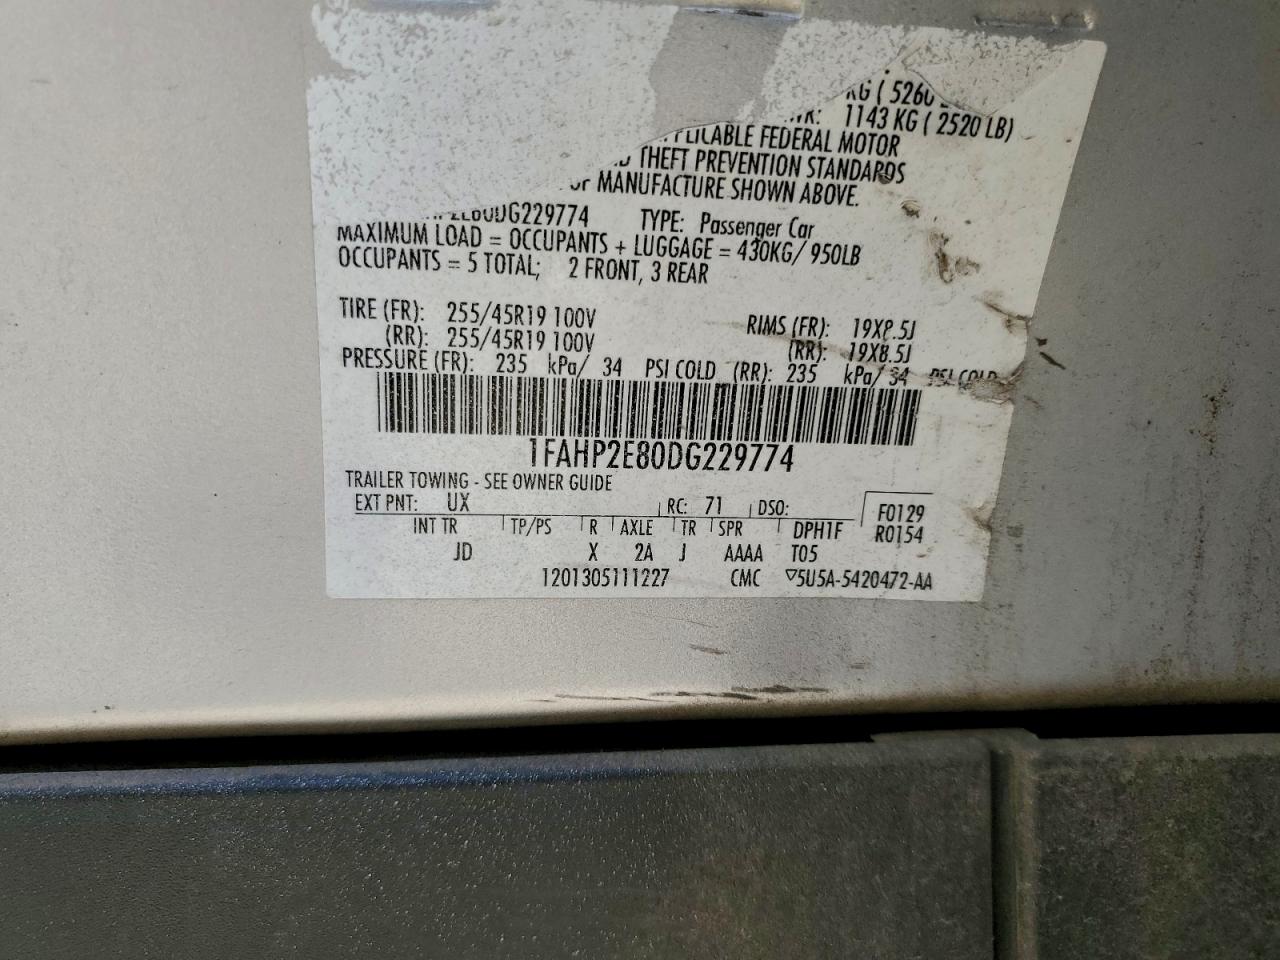 KG ( 5260
1143 KG ( 2520 LB)
FEDERAL MOTOR
THEFT PREVENTION STANDARDS
OF MANUFACTURE SHOWN ABOVE.
DG229774 TYPE: Passenger Car
MAXIMUM LOAD = OCCUPANTS + LUGGAGE = 430KG/ 950LB
OCCUPANTS = 5 TOTAL; 2 FRONT, 3 REAR
TIRE (FR): 255/45R19 100V RIMS (FR): 19X8.5J
(RR): 255/45R19 100V (RR): 19X8.5J
PRESSURE (FR): 235 kPa/ 34 PSI COLD (RR): 235 kPa/ 34 PSI COLD
1FAHP2E80DG229774
TRAILER TOWING - SEE OWNER GUIDE
EXT PNT: UX RC: 71 DSO: F0129
INT TR TP/PS R AXLE TR SPR DPH1F R0154
JD X 2A J AAAA T05
1201305111227 CMC ▽5U5A-5420472-AA